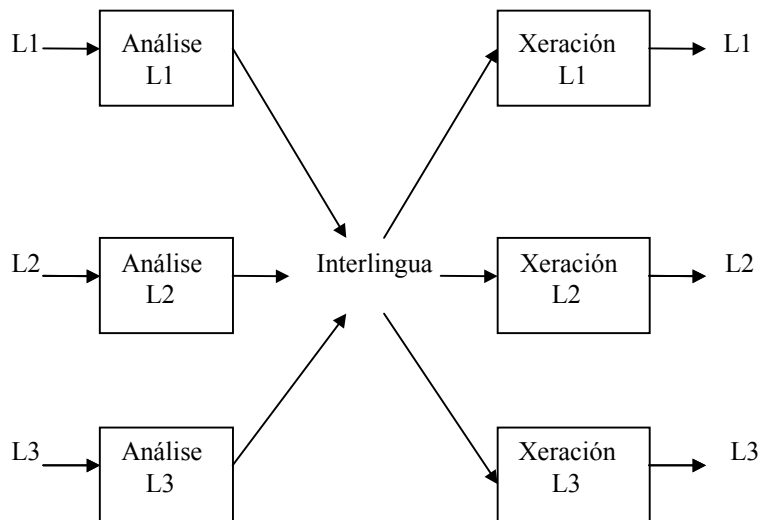 L1
Análise
L1
Xeración
L1
L1
L2
Análise
L2
Interlingua
Xeración
L2
L2
L3
Análise
L3
Xeración
L3
L3